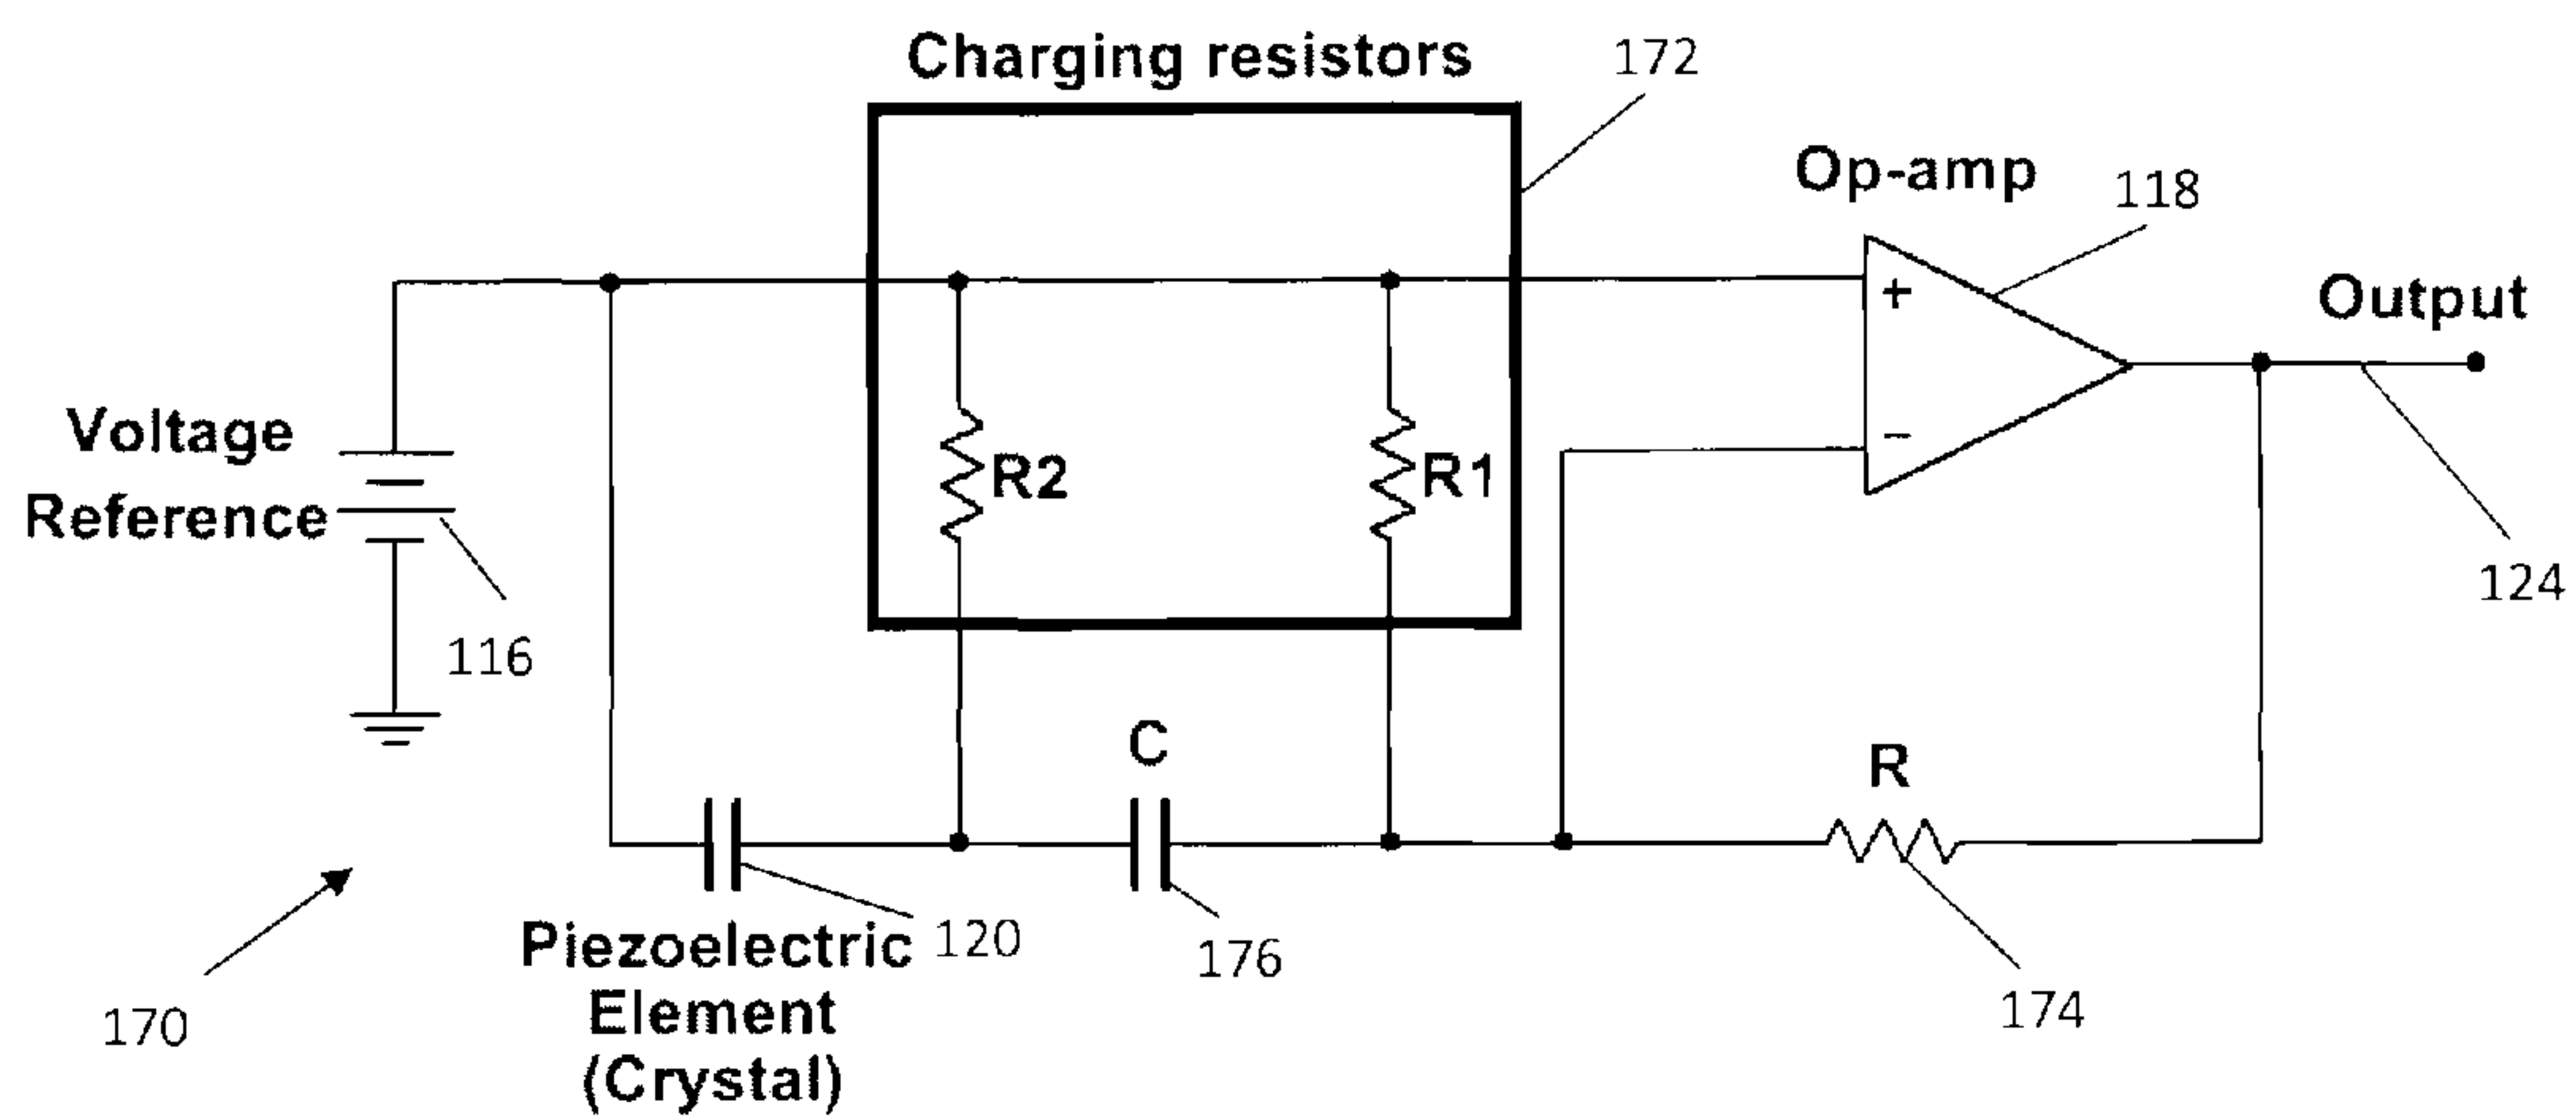 Charging resistors
172
Op-amp
118
+
Output
Voltage
Reference
R2
R1
−
124
116
C
R
Piezoelectric
120
176
Element
174
170
(Crystal)